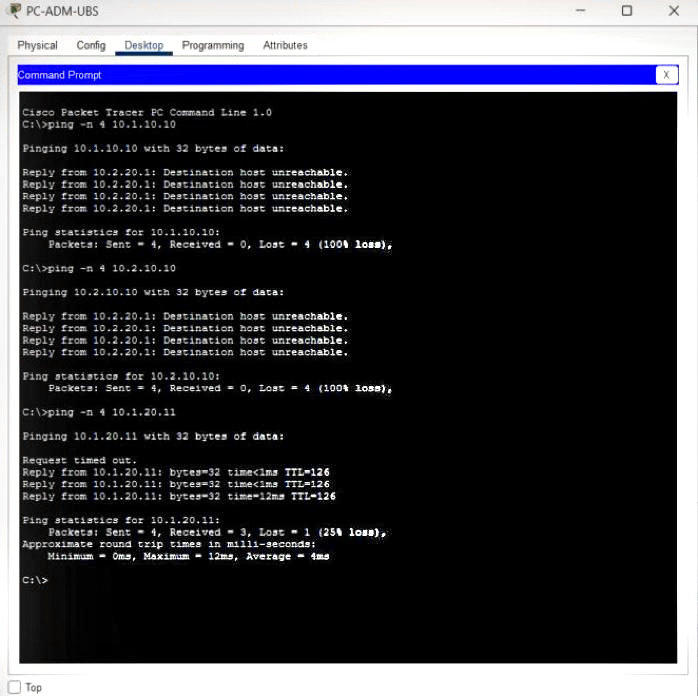 PC-ADM-UBS
Physical Config Desktop Programming Attributes
Command Prompt
X
Cisco Packet Tracer PC Command Line 1.0
C:\>ping -n 4 10.1.10.10
Pinging 10.1.10.10 with 32 bytes of data:
Reply from 10.2.20.1: Destination host unreachable.
Reply from 10.2.20.1: Destination host unreachable.
Reply from 10.2.20.1: Destination host unreachable.
Reply from 10.2.20.1: Destination host unreachable.
Ping statistics for 10.1.10.10:
Packets: Sent = 4, Received = 0, Lost = 4 (100% loss),
C:\>ping -n 4 10.2.10.10
Pinging 10.2.10.10 with 32 bytes of data:
Reply from 10.2.20.1: Destination host unreachable.
Reply from 10.2.20.1: Destination host unreachable.
Reply from 10.2.20.1: Destination host unreachable.
Reply from 10.2.20.1: Destination host unreachable.
Ping statistics for 10.2.10.10:
Packets: Sent = 4, Received = 0, Lost = 4 (100% loss),
C:\>ping -n 4 10.1.20.11
Pinging 10.1.20.11 with 32 bytes of data:
Request timed out.
Reply from 10.1.20.11: bytes=32 time<1ms TTL=126
Reply from 10.1.20.11: bytes=32 time<1ms TTL=126
Reply from 10.1.20.11: bytes=32 time=12ms TTL=126
Ping statistics for 10.1.20.11:
Packets: Sent = 4, Received = 3, Lost = 1 (25% loss),
Approximate round trip times in milli-seconds:
Minimum = 0ms, Maximum = 12ms, Average = 4ms
C:\>
Top